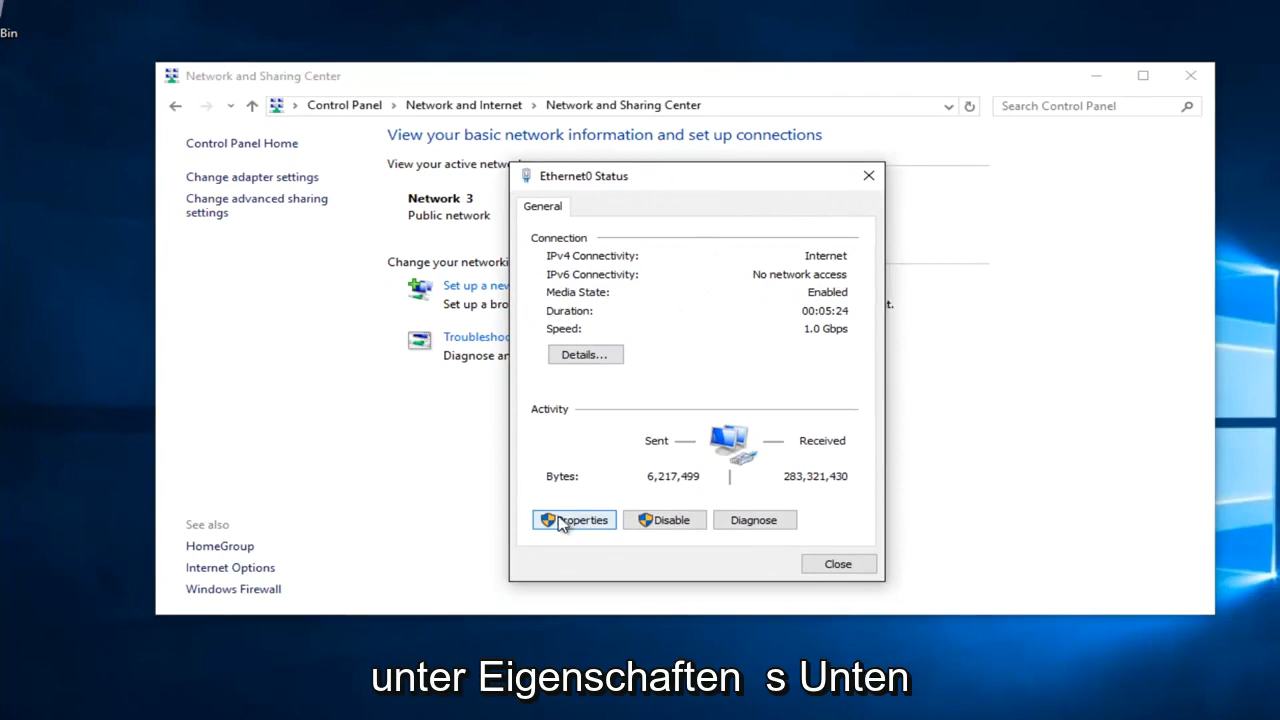 Bin
Network and Sharing Center
Control Panel > Network and Internet > Network and Sharing Center
Search Control Panel
Control Panel Home
Change adapter settings
Change advanced sharing
settings
See also
HomeGroup
Internet Options
Windows Firewall
View your basic network information and set up connections
View your active netwo
Network 3
Public network
Change your networki
Set up a new
Set up a bro
t.
Troubleshoo
Diagnose an
Ethernet0 Status
General
Connection
IPv4 Connectivity: Internet
IPv6 Connectivity: No network access
Media State: Enabled
Duration: 00:05:24
Speed: 1.0 Gbps
Details...
Activity
Sent — Received
Bytes: 6,217,499 | 283,321,430
Properties Disable Diagnose
Close
unter Eigenschaften s Unten